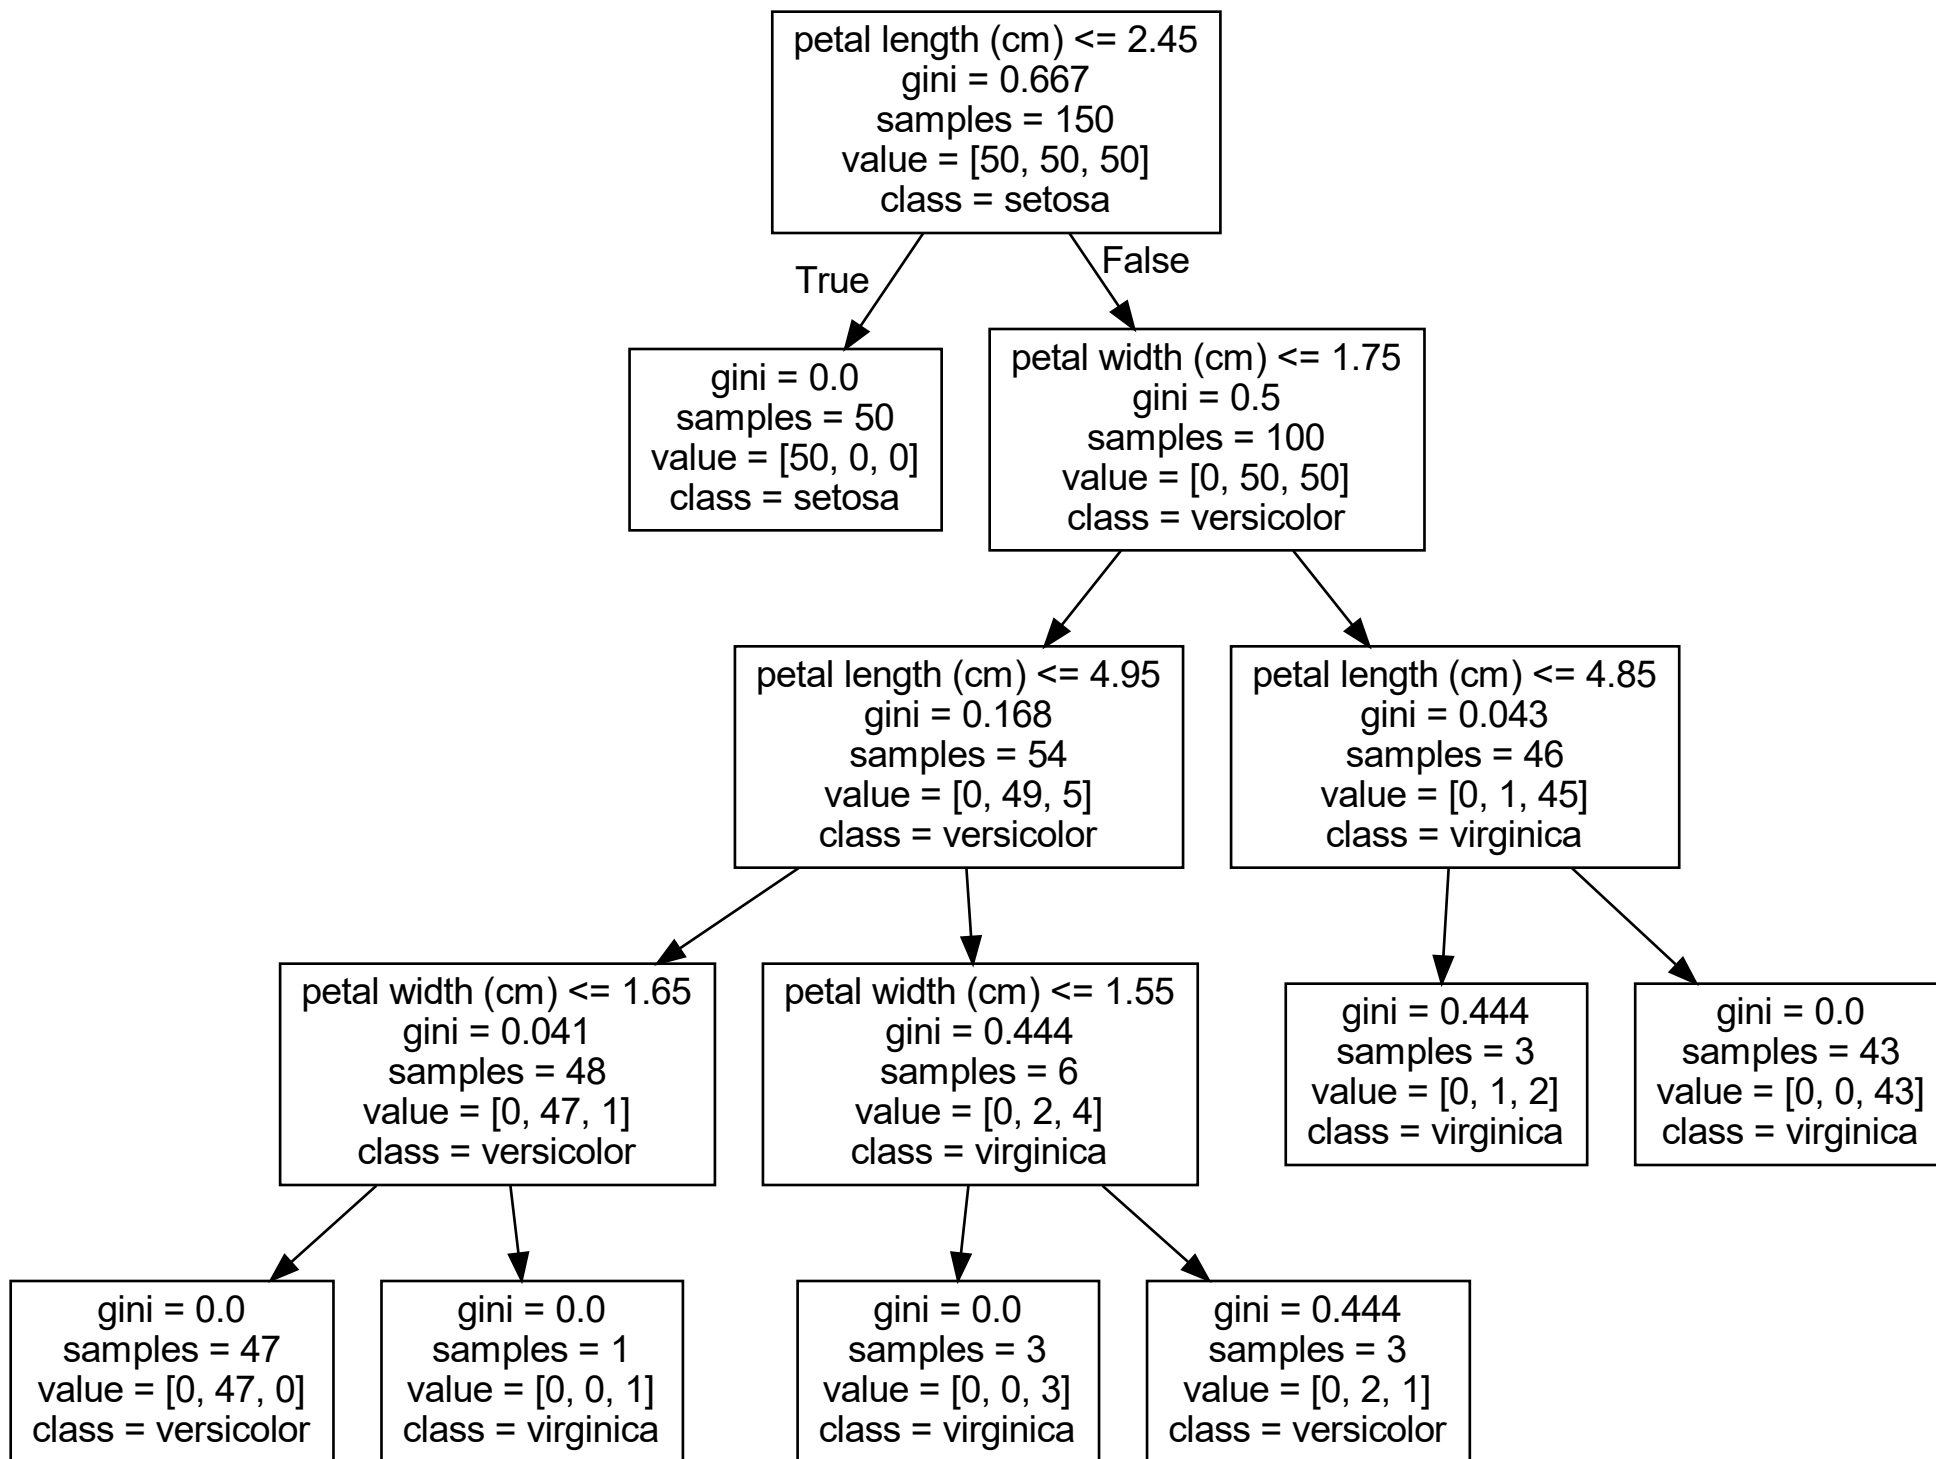 petal length (cm) <= 2.45
gini = 0.667
samples = 150
value = [50, 50, 50]
class = setosa
True
False
gini = 0.0
samples = 50
value = [50, 0, 0]
class = setosa
petal width (cm) <= 1.75
gini = 0.5
samples = 100
value = [0, 50, 50]
class = versicolor
petal length (cm) <= 4.95
gini = 0.168
samples = 54
value = [0, 49, 5]
class = versicolor
petal length (cm) <= 4.85
gini = 0.043
samples = 46
value = [0, 1, 45]
class = virginica
petal width (cm) <= 1.65
gini = 0.041
samples = 48
value = [0, 47, 1]
class = versicolor
petal width (cm) <= 1.55
gini = 0.444
samples = 6
value = [0, 2, 4]
class = virginica
gini = 0.444
samples = 3
value = [0, 1, 2]
class = virginica
gini = 0.0
samples = 43
value = [0, 0, 43]
class = virginica
gini = 0.0
samples = 47
value = [0, 47, 0]
class = versicolor
gini = 0.0
samples = 1
value = [0, 0, 1]
class = virginica
gini = 0.0
samples = 3
value = [0, 0, 3]
class = virginica
gini = 0.444
samples = 3
value = [0, 2, 1]
class = versicolor